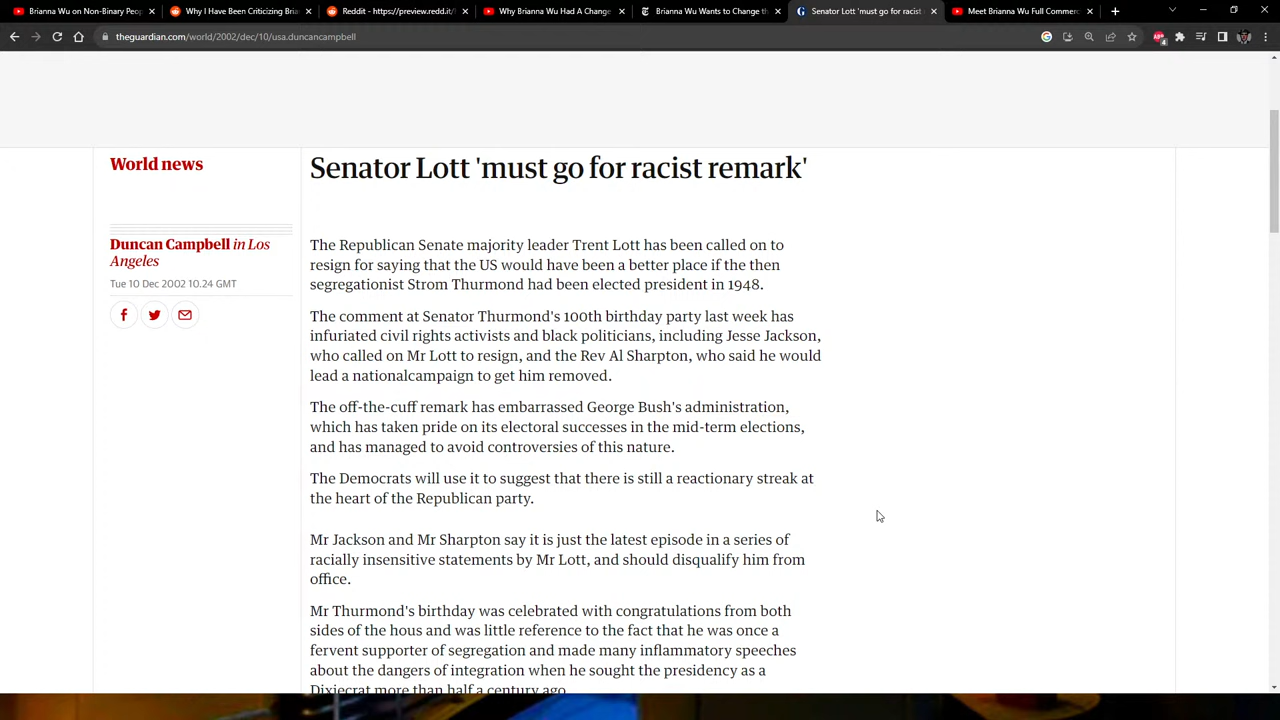 Brianna Wu on Non-Binary Peop
Why I Have Been Criticizing Bria
Reddit - https://preview.redd.it/l
Why Brianna Wu Had A Change
Brianna Wu Wants to Change th
Senator Lott 'must go for racist
Meet Brianna Wu Full Commerc
theguardian.com/world/2002/dec/10/usa.duncancampbell
World news
Senator Lott 'must go for racist remark'
Duncan Campbell in Los
Angeles
Tue 10 Dec 2002 10.24 GMT
The Republican Senate majority leader Trent Lott has been called on to
resign for saying that the US would have been a better place if the then
segregationist Strom Thurmond had been elected president in 1948.
The comment at Senator Thurmond's 100th birthday party last week has
infuriated civil rights activists and black politicians, including Jesse Jackson,
who called on Mr Lott to resign, and the Rev Al Sharpton, who said he would
lead a nationalcampaign to get him removed.
The off-the-cuff remark has embarrassed George Bush's administration,
which has taken pride on its electoral successes in the mid-term elections,
and has managed to avoid controversies of this nature.
The Democrats will use it to suggest that there is still a reactionary streak at
the heart of the Republican party.
Mr Jackson and Mr Sharpton say it is just the latest episode in a series of
racially insensitive statements by Mr Lott, and should disqualify him from
office.
Mr Thurmond's birthday was celebrated with congratulations from both
sides of the hous and was little reference to the fact that he was once a
fervent supporter of segregation and made many inflammatory speeches
about the dangers of integration when he sought the presidency as a
Dixiecrat more than half a century ago.